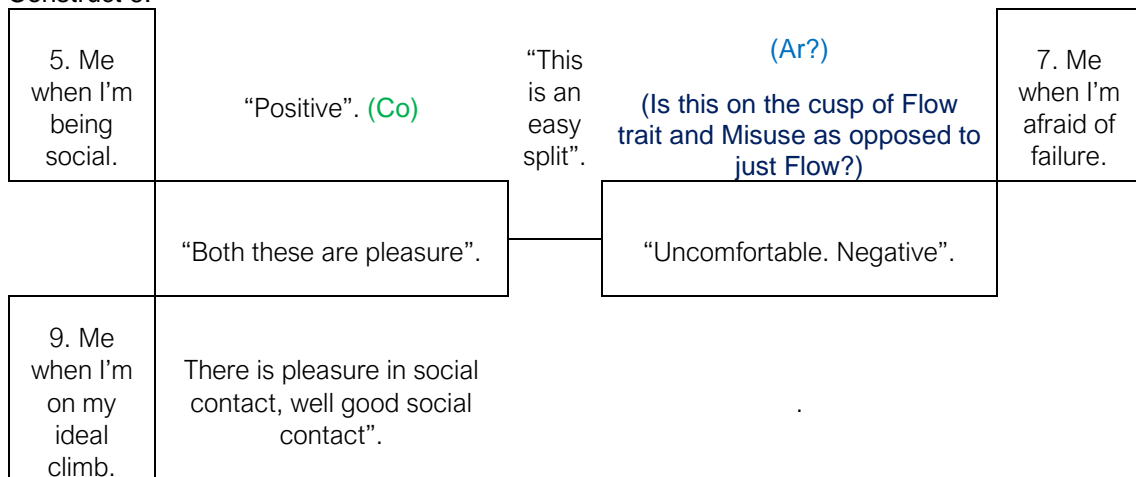 Construct
5. Me
when I'm
being
social.
“Positive”. (Co)
“This
is an
easy
split”.
(Ar?)
(Is this on the cusp of Flow
trait and Misuse as opposed to
just Flow?)
7. Me
when I'm
afraid of
failure.
“Both these are pleasure”.
“Uncomfortable. Negative”.
9. Me
when I'm
on my
ideal
climb.
There is pleasure in social
contact, well good social
contact”.
.